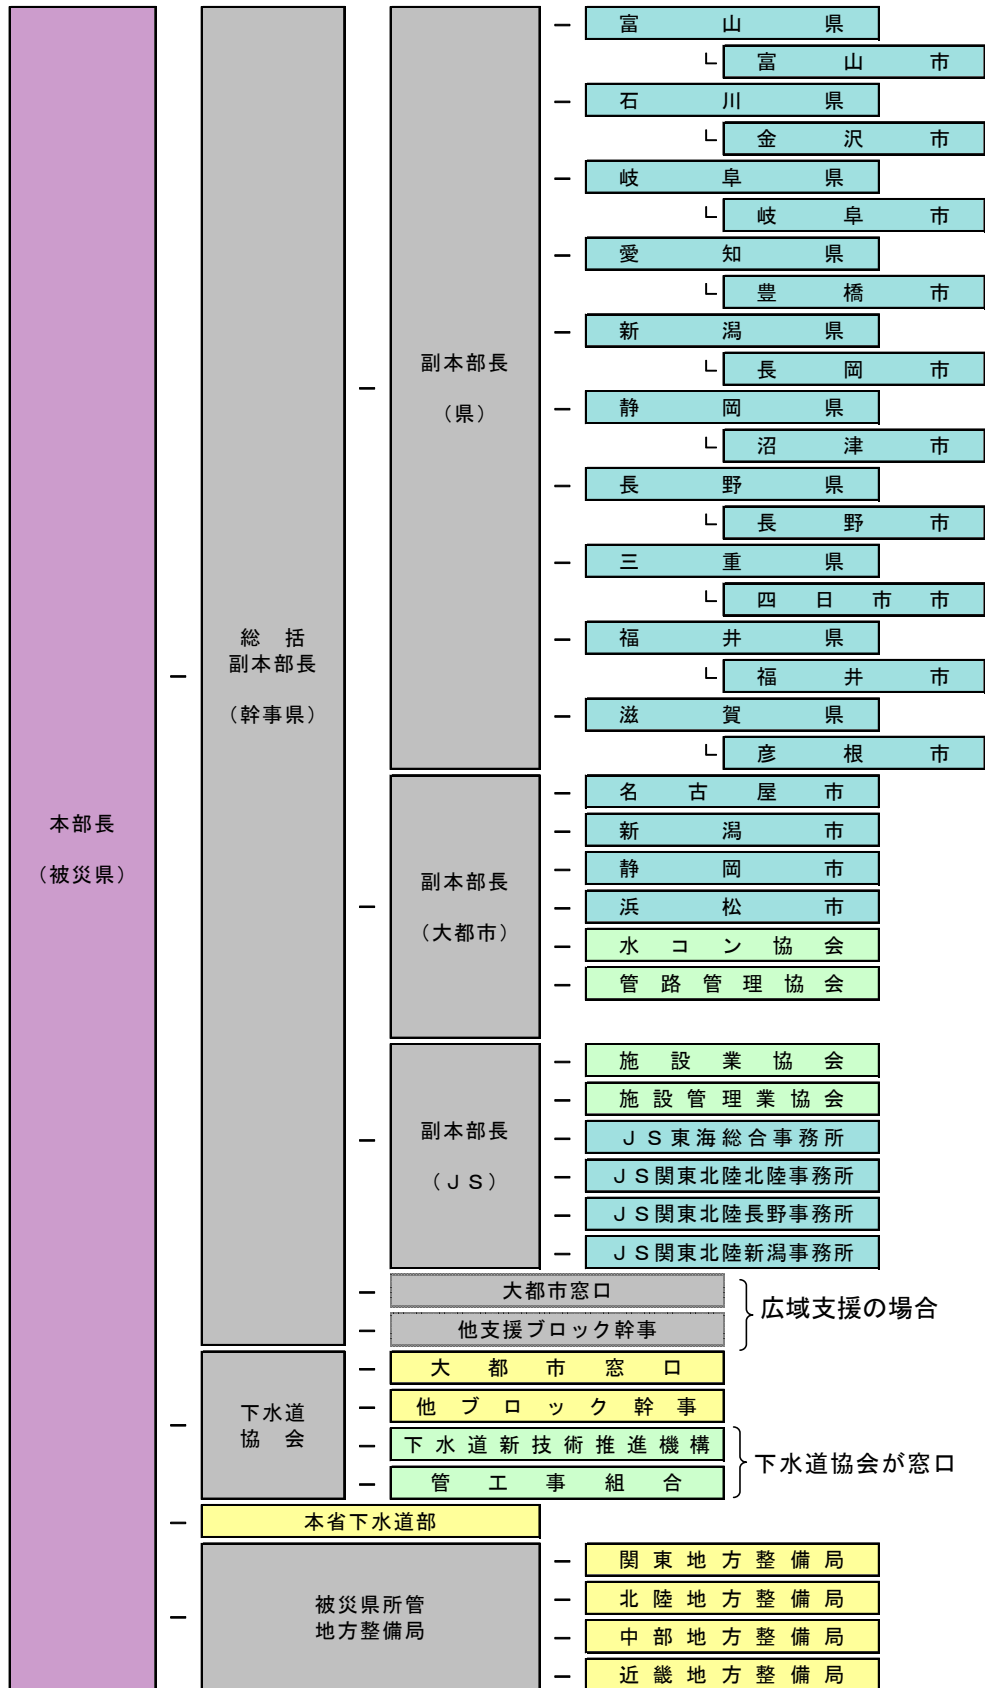 本部長
（被災県）
総括
副本部長
（幹事県）
副本部長
（県）
富山県
富山市
石川県
金沢市
岐阜県
岐阜市
愛知県
豊橋市
新潟県
長岡市
静岡県
沼津市
長野県
長野市
三重県
四日市市
福井県
福井市
滋賀県
彦根市
副本部長
（大都市）
名古屋市
新潟市
静岡市
浜松市
水コン協会
管路管理協会
副本部長
（ＪＳ）
施設業協会
施設管理業協会
ＪＳ東海総合事務所
ＪＳ関東北陸北陸事務所
ＪＳ関東北陸長野事務所
ＪＳ関東北陸新潟事務所
大都市窓口
他支援ブロック幹事
広域支援の場合
下水道
協会
大都市窓口
他ブロック幹事
下水道新技術推進機構
管工事組合
下水道協会が窓口
本省下水道部
被災県所管
地方整備局
関東地方整備局
北陸地方整備局
中部地方整備局
近畿地方整備局